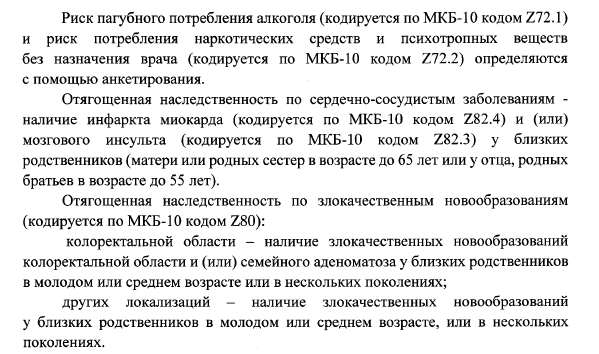 Риск пагубного потребления алкоголя (кодируется по МКБ-10 кодом Z72.1)
и риск потребления наркотических средств и психотропных веществ
без назначения врача (кодируется по МКБ-10 кодом Z72.2) определяются
с помощью анкетирования.
Отягощенная наследственность по сердечно-сосудистым заболеваниям -
наличие инфаркта миокарда (кодируется по МКБ-10 кодом Z82.4) и (или)
мозгового инсульта (кодируется по МКБ-10 кодом Z82.3) у близких
родственников (матери или родных сестер в возрасте до 65 лет или у отца, родных
братьев в возрасте до 55 лет).
Отягощенная наследственность по злокачественным новообразованиям
(кодируется по МКБ-10 кодом Z80):
колоректальной области – наличие злокачественных новообразований
колоректальной области и (или) семейного аденоматоза у близких родственников
в молодом или среднем возрасте или в нескольких поколениях;
других локализаций – наличие злокачественных новообразований
у близких родственников в молодом или среднем возрасте, или в нескольких
поколениях.